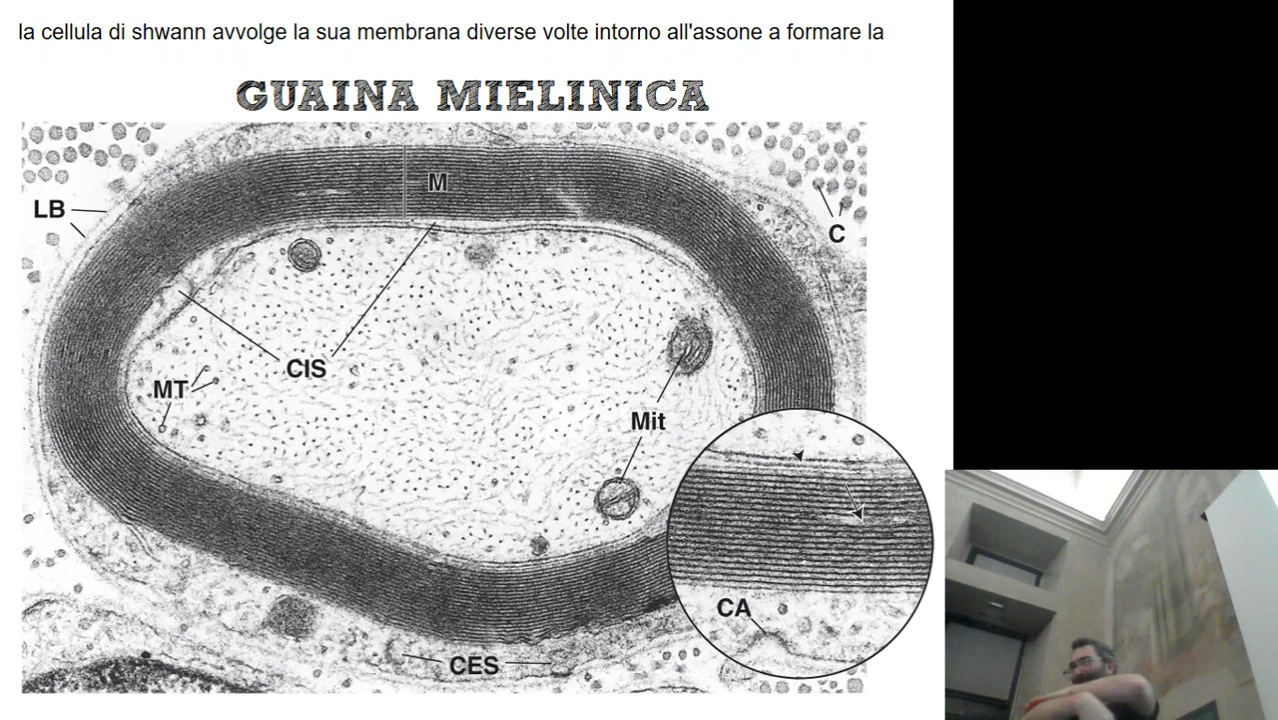 la cellula di shwann avvolge la sua membrana diverse volte intorno all'assone a formare la
GUAINA MIELINICA
M
LB
C
CIS
MT
Mit
CA
CES